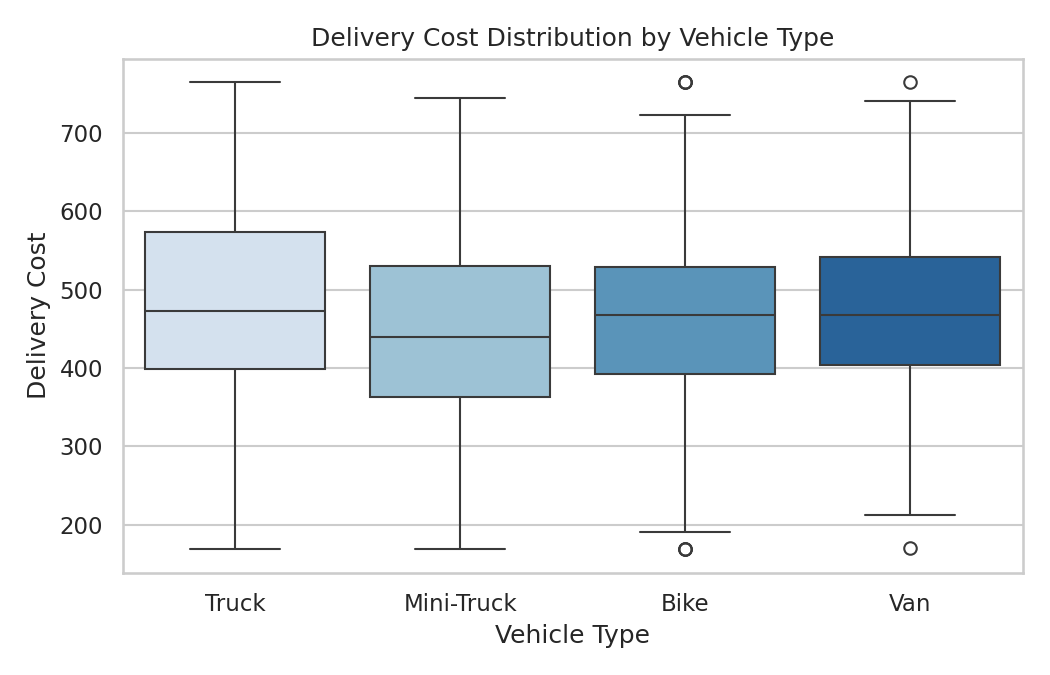 Delivery Cost Distribution by Vehicle Type
Delivery Cost
700
600
500
400
300
200
Truck Mini-Truck Bike Van
Vehicle Type